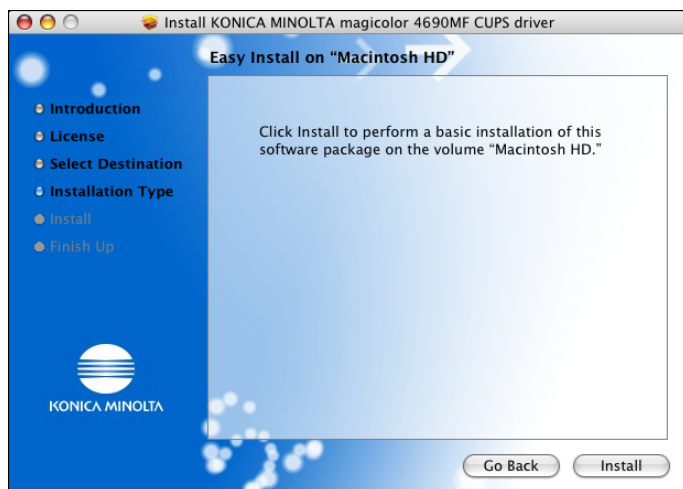 Install KONICA MINOLTA magicolor 4690MF CUPS driver
Easy Install on “Macintosh HD”
Introduction
License
Select Destination
Installation Type
Install
Finish Up
Click Install to perform a basic installation of this
software package on the volume “Macintosh HD.”
KONICA MINOLTA
Go Back
Install